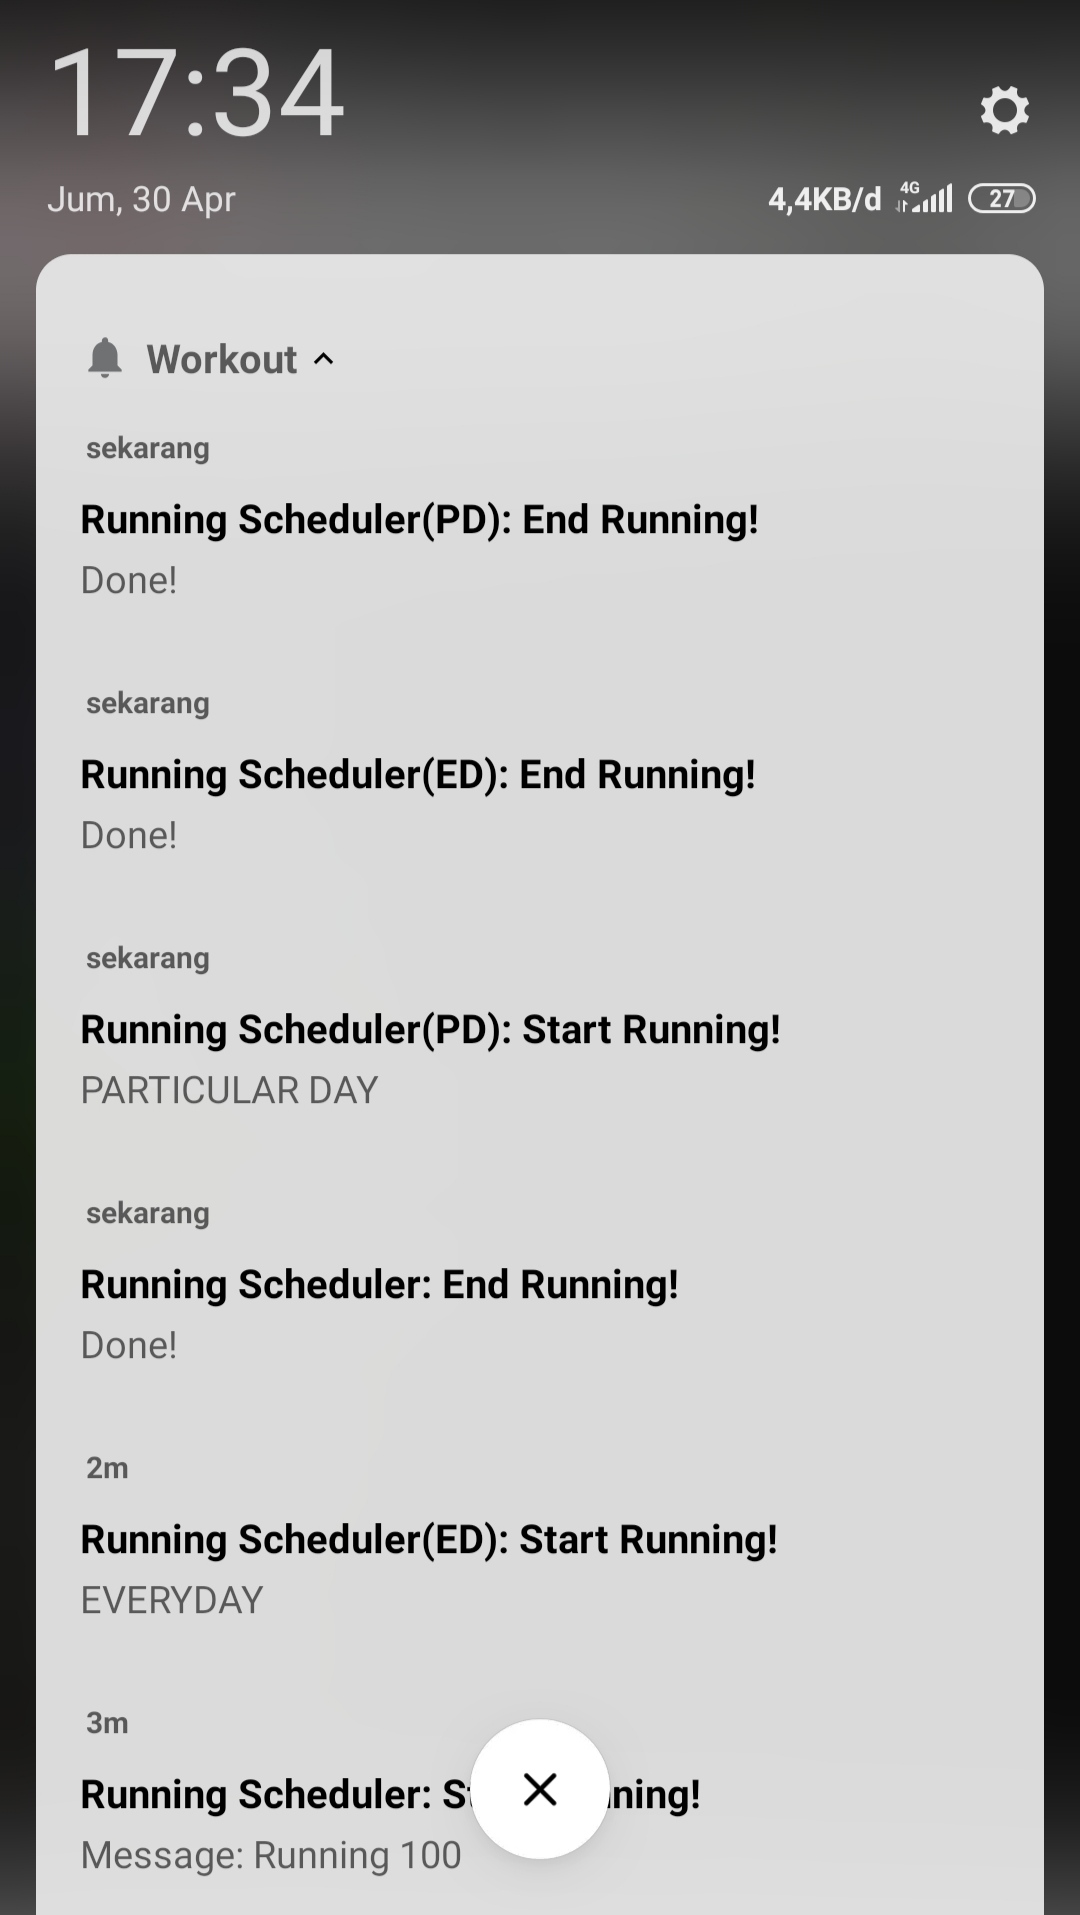 17:34
Jum, 30 Apr
4,4KB/d 4G 27
Workout
sekarang
Running Scheduler(PD): End Running!
Done!
sekarang
Running Scheduler(ED): End Running!
Done!
sekarang
Running Scheduler(PD): Start Running!
PARTICULAR DAY
sekarang
Running Scheduler: End Running!
Done!
2m
Running Scheduler(ED): Start Running!
EVERYDAY
3m
Running Scheduler:
Message: Running 100